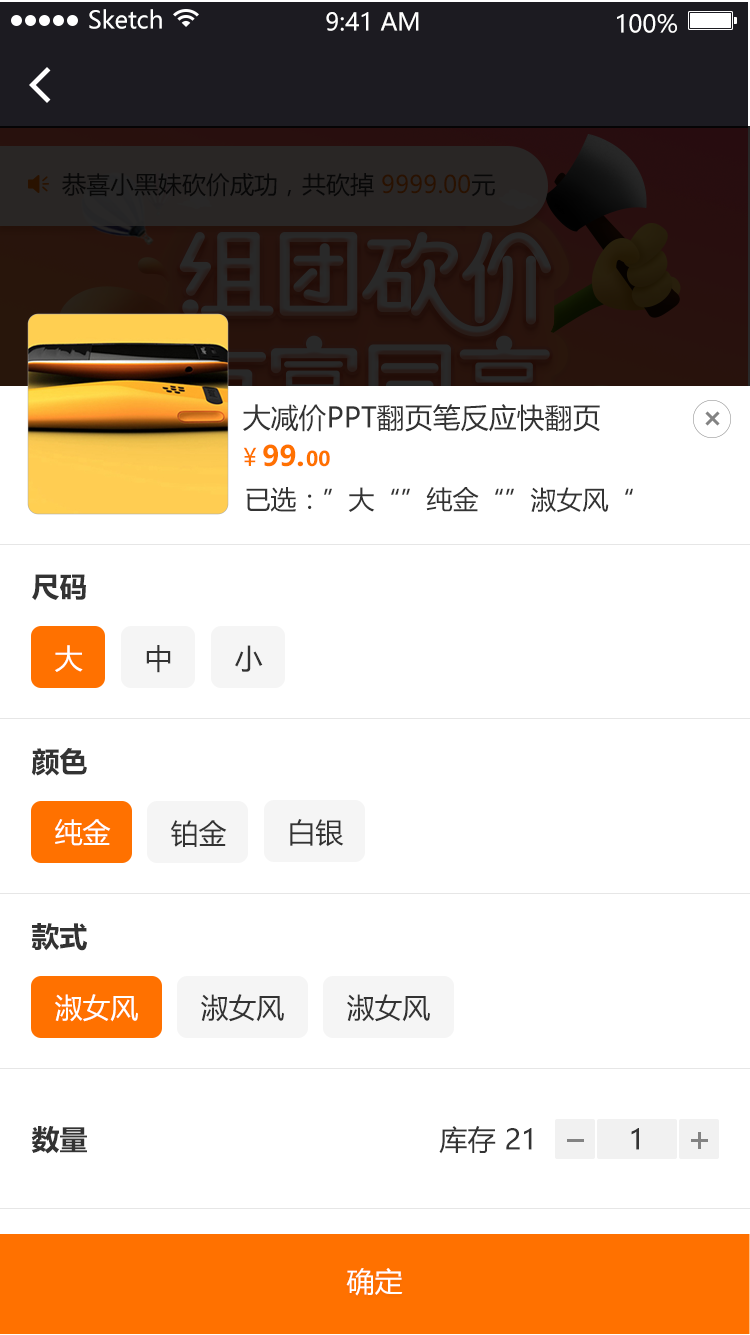 Sketch 9:41 AM 100%
恭喜小黑妹砍价成功，共砍掉 9999.00元
组团砍价
大减价PPT翻页笔反应快翻页
¥ 99.00
已选：” 大 “” 纯金 “” 淑女风 “
尺码
大 中 小
颜色
纯金 铂金 白银
款式
淑女风 淑女风 淑女风
数量 库存 21 − 1 +
确定